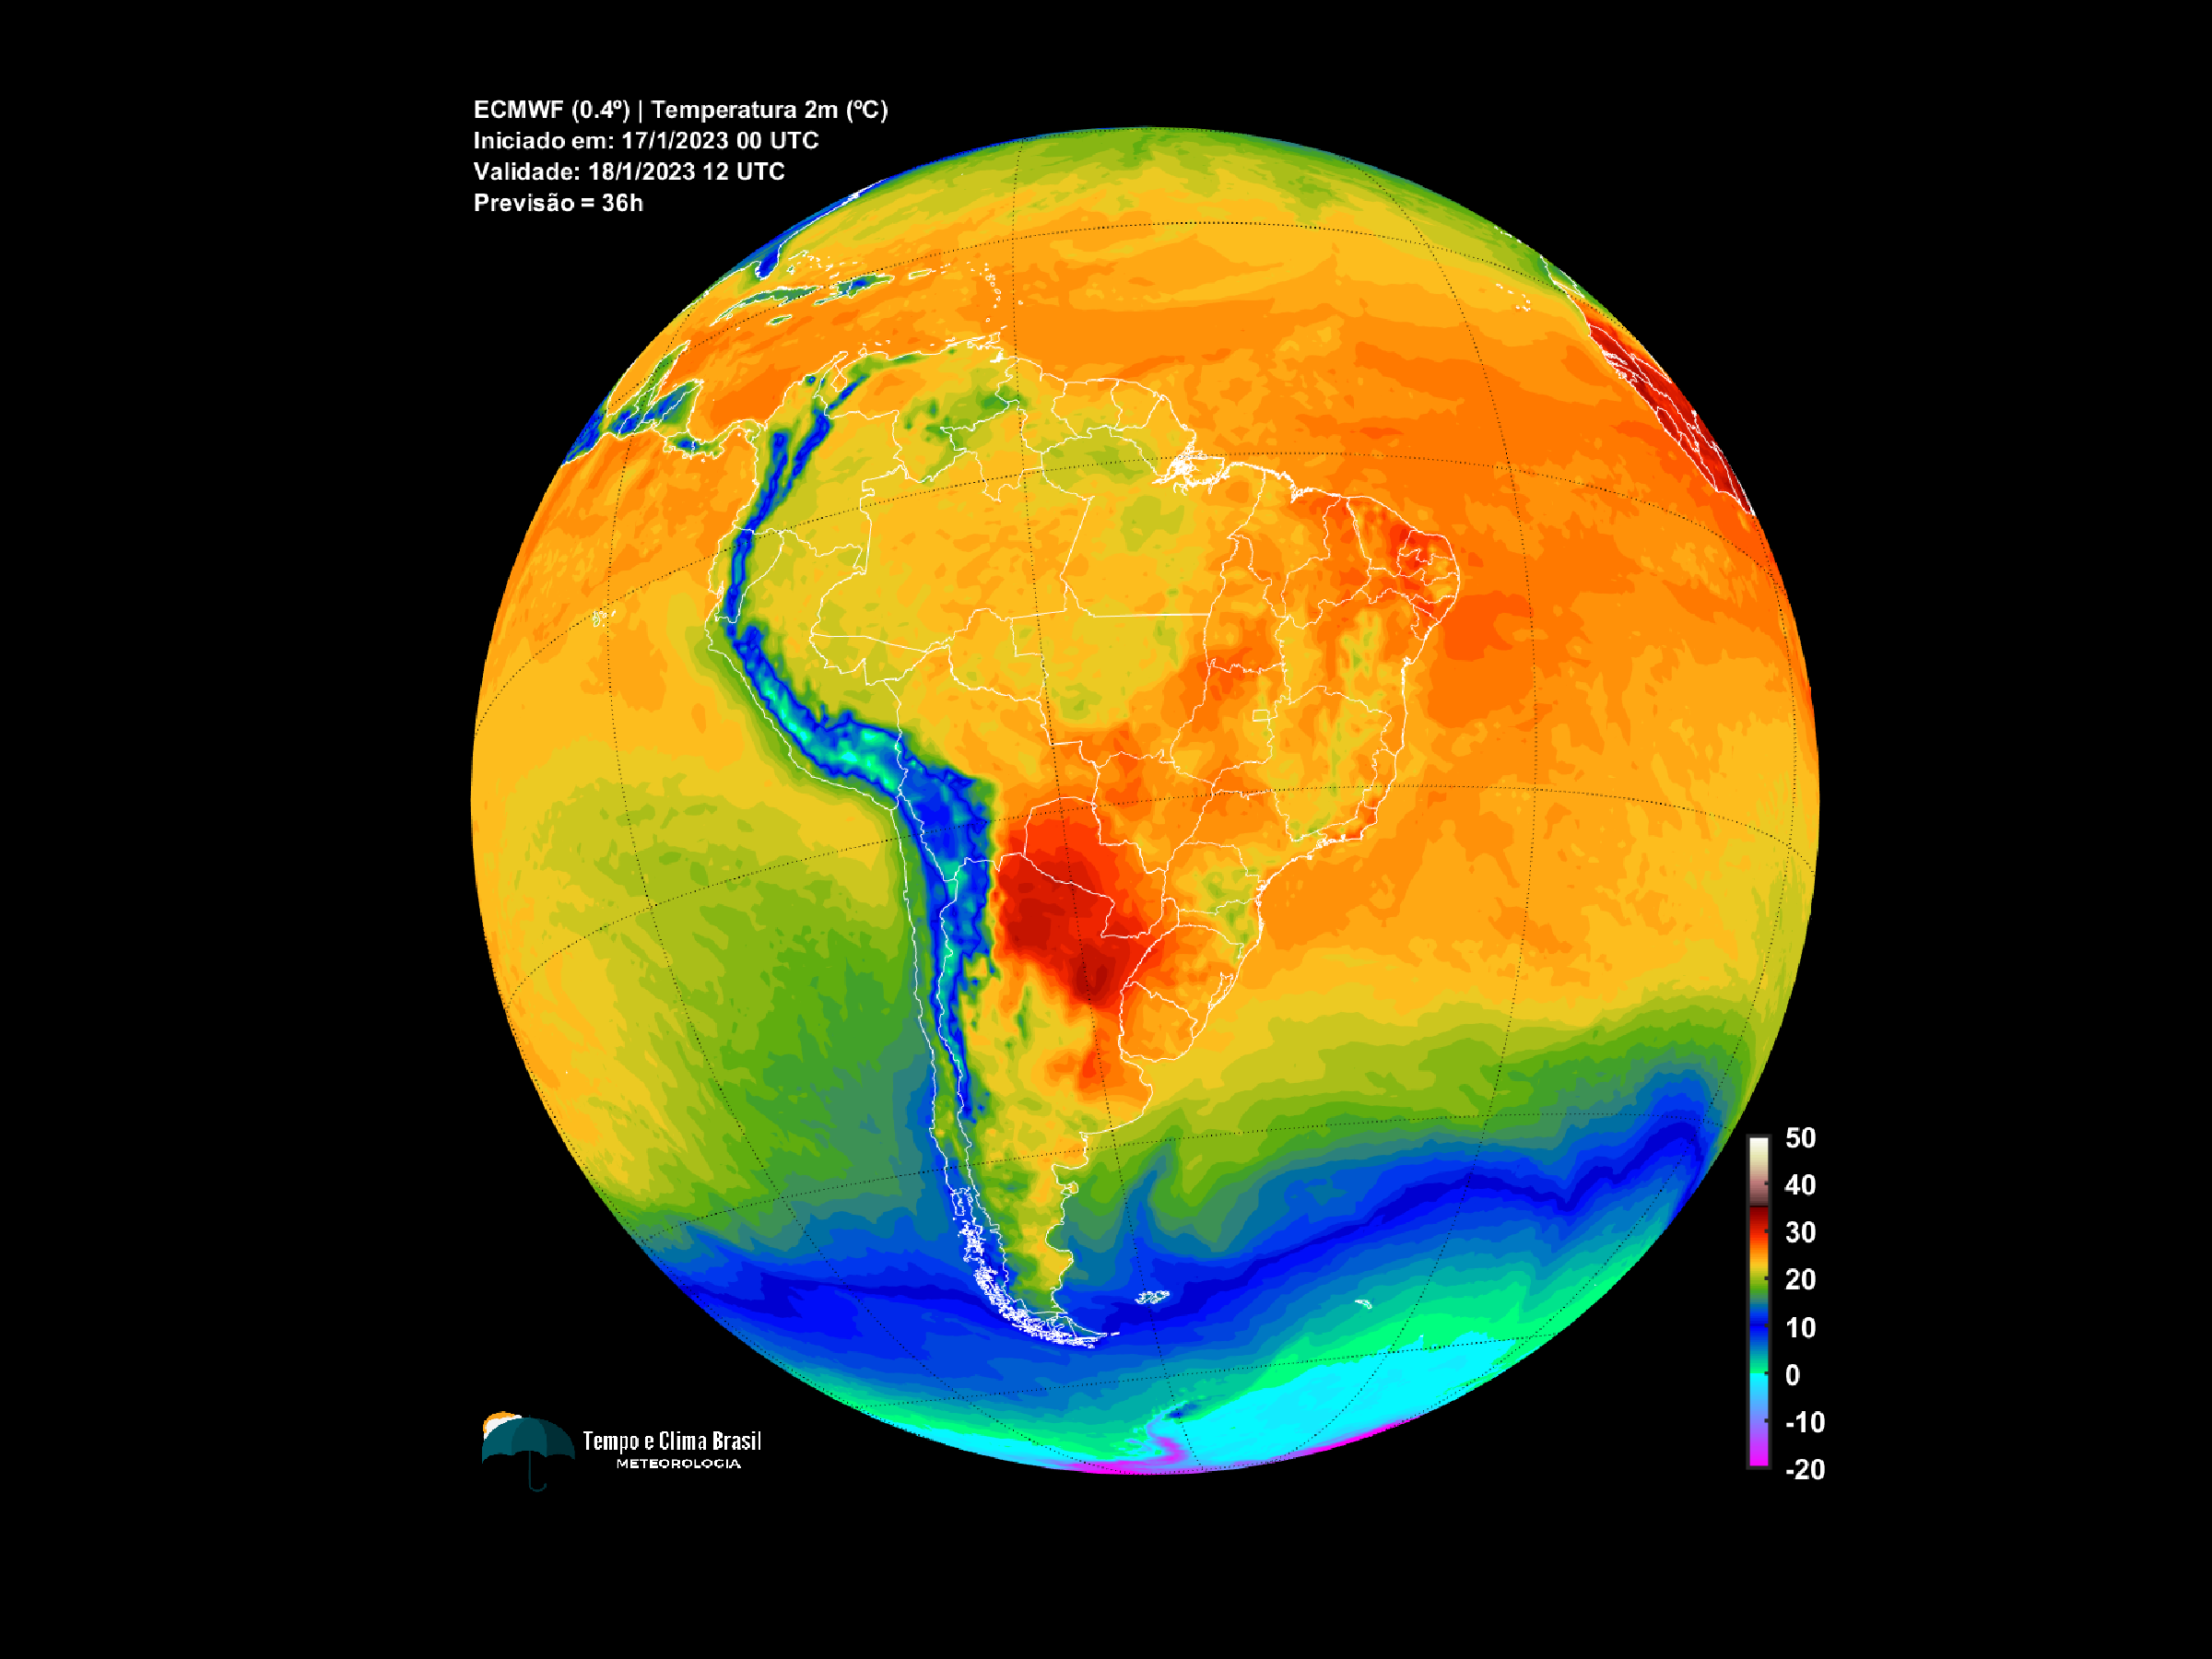 ECMWF (0.4º) | Temperatura 2m (ºC)
Iniciado em: 17/1/2023 00 UTC
Validade: 18/1/2023 12 UTC
Previsão = 36h
50
40
30
20
10
0
-10
-20
Tempo e Clima Brasil
METEOROLOGIA